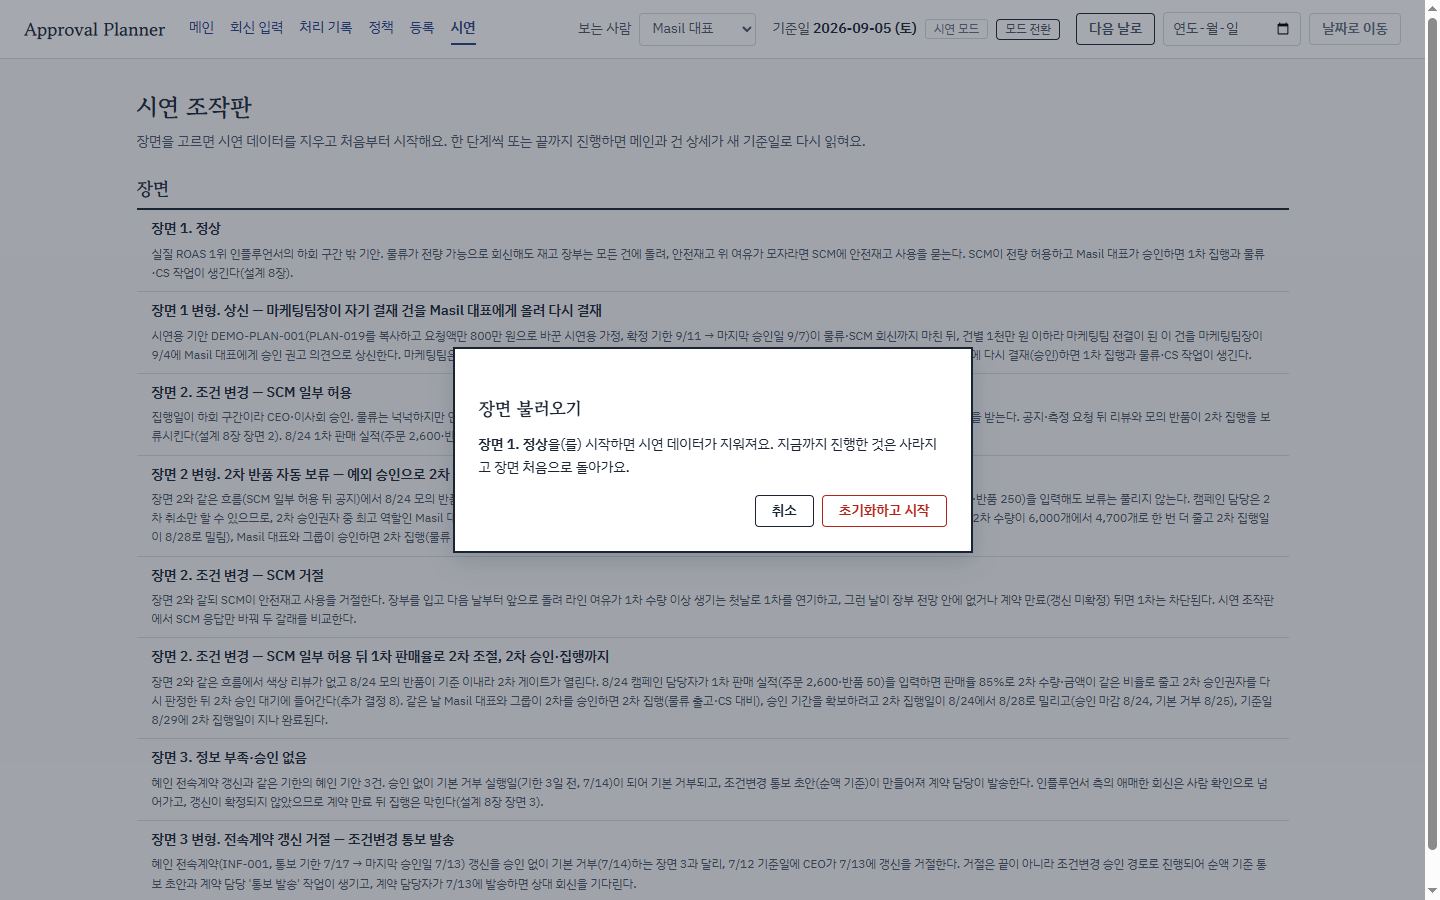 Approval Planner 메인 회신 입력 처리 기록 정책 등록 시연 보는 사람 Masil 대표 기준일 2026-09-05 (토) 시연 모드 모드 전환 다음 날로 연도-월-일 날짜로 이동
시연 조작판
장면을 고르면 시연 데이터를 지우고 처음부터 시작해요. 한 단계씩 또는 끝까지 진행하면 메인과 건 상세가 새 기준일로 다시 읽혀요.
장면
장면 1. 정상
실질 ROAS 1위 인플루언서의 하회 구간 밖 기안. 물류가 전량 가능으로 회신해도 재고 장부는 모든 건에 돌려, 안전재고 위 여유가 모자라면 SCM에 안전재고 사용을 묻는다. SCM이 전량 허용하고 Masil 대표가 승인하면 1차 집행과 물류
·CS 작업이 생긴다(설계 8장).
장면 1 변형. 상신 — 마케팅팀장이 자기 결재 건을 Masil 대표에게 올려 다시 결재
시연용 기안 DEMO-PLAN-001(PLAN-019를 복사하고 요청액만 800만 원으로 바꾼 시연용 가정, 확정 기한 9/11 → 마지막 승인일 9/7)이 물류·SCM 회신까지 마친 뒤, 건별 1천만 원 이하라 마케팅팀 전결이 된 이 건을 마케팅팀장이
9/4에 Masil 대표에게 승인 권고 의견으로 상신한다. 마케팅팀은 에 다시 결재(승인)하면 1차 집행과 물류·CS 작업이 생긴다.
장면 2. 조건 변경 — SCM 일부 허용
집행일이 하회 구간이라 CEO·이사회 승인. 물류는 넉넉하지만 을 받는다. 공지·측정 요청 뒤 리뷰와 모의 반품이 2차 집행을 보
류시킨다(설계 8장 장면 2). 8/24 1차 판매 실적(주문 2,600·반
장면 2 변형. 2차 반품 자동 보류 — 예외 승인으로 2차
장면 2와 같은 흐름(SCM 일부 허용 뒤 공지)에서 8/24 모의 반품 ·반품 250)을 입력해도 보류는 풀리지 않는다. 캠페인 담당은 2
차 취소만 할 수 있으므로, 2차 승인권자 중 최고 역할인 Masil 대 2차 수량이 6,000개에서 4,700개로 한 번 더 줄고 2차 집행일
이 8/28로 밀림), Masil 대표와 그룹이 승인하면 2차 집행(물류
장면 2. 조건 변경 — SCM 거절
장면 2와 같되 SCM이 안전재고 사용을 거절한다. 장부를 입고 다음 날부터 앞으로 돌려 라인 여유가 1차 수량 이상 생기는 첫날로 1차를 연기하고, 그런 날이 장부 전망 안에 없거나 계약 만료(갱신 미확정) 뒤면 1차는 차단된다. 시연 조작판
에서 SCM 응답만 바꿔 두 갈래를 비교한다.
장면 2. 조건 변경 — SCM 일부 허용 뒤 1차 판매율로 2차 조절, 2차 승인·집행까지
장면 2와 같은 흐름에서 색상 리뷰가 없고 8/24 모의 반품이 기준 이내라 2차 게이트가 열린다. 8/24 캠페인 담당자가 1차 판매 실적(주문 2,600·반품 50)을 입력하면 판매율 85%로 2차 수량·금액이 같은 비율로 줄고 2차 승인권자를 다
시 판정한 뒤 2차 승인 대기에 들어간다(추가 결정 8). 같은 날 Masil 대표와 그룹이 2차를 승인하면 2차 집행(물류 출고·CS 대비), 승인 기간을 확보하려고 2차 집행일이 8/24에서 8/28로 밀리고(승인 마감 8/24, 기본 거부 8/25), 기준일
8/29에 2차 집행일이 지나 완료된다.
장면 3. 정보 부족·승인 없음
헤인 전속계약 갱신과 같은 기한의 헤인 기안 3건. 승인 없이 기본 거부 실행일(기한 3일 전, 7/14)이 되어 기본 거부되고, 조건변경 통보 초안(순액 기준)이 만들어져 계약 담당이 발송한다. 인플루언서 측의 애매한 회신은 사람 확인으로 넘
어가고, 갱신이 확정되지 않았으므로 계약 만료 뒤 집행은 막힌다(설계 8장 장면 3).
장면 3 변형. 전속계약 갱신 거절 — 조건변경 통보 발송
헤인 전속계약(INF-001, 통보 기한 7/17 → 마지막 승인일 7/13) 갱신을 승인 없이 기본 거부(7/14)하는 장면 3과 달리, 7/12 기준일에 CEO가 7/13에 갱신을 거절한다. 거절은 끝이 아니라 조건변경 승인 경로로 진행되어 순액 기준 통
보 초안과 계약 담당 '통보 발송' 작업이 생기고, 계약 담당자가 7/13에 발송하면 상대 회신을 기다린다.
장면 불러오기
장면 1. 정상을(를) 시작하면 시연 데이터가 지워져요. 지금까지 진행한 것은 사라지
고 장면 처음으로 돌아가요.
취소 초기화하고 시작